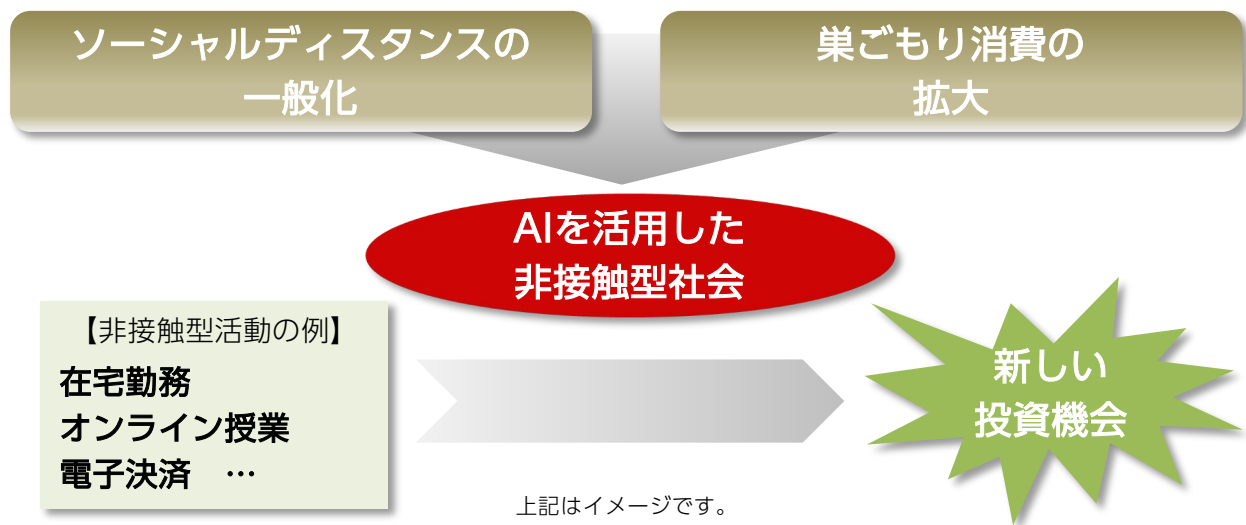 ソーシャルディスタンスの
一般化
巣ごもり消費の
拡大
AIを活用した
非接触型社会
【非接触型活動の例】
在宅勤務
オンライン授業
電子決済　…
新しい
投資機会
上記はイメージです。